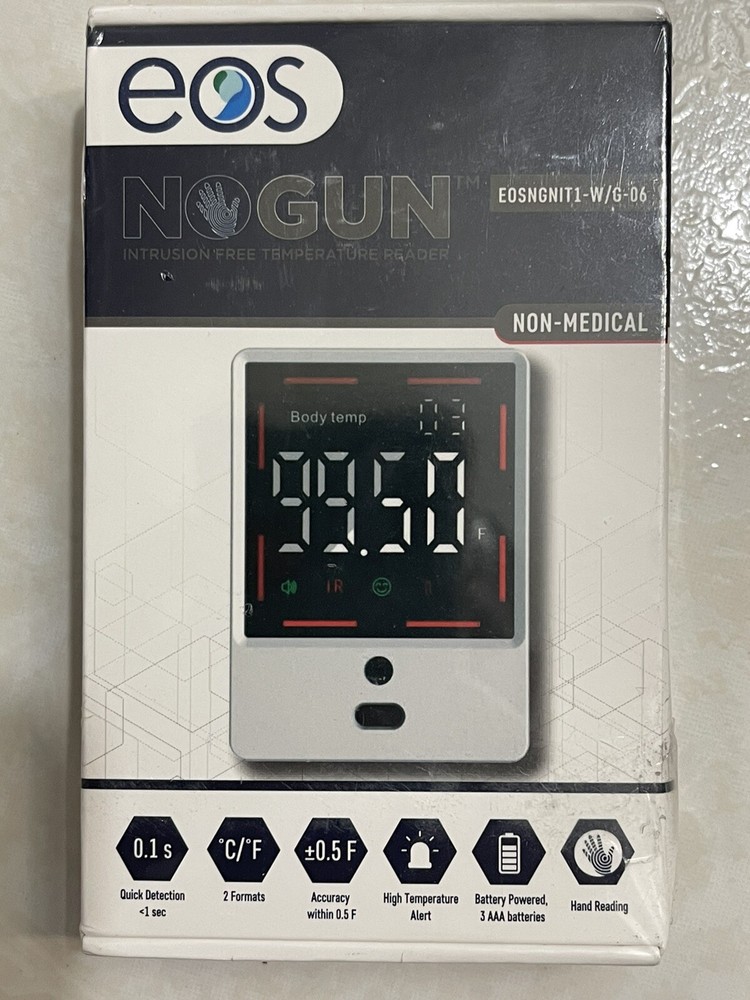 eos
NOGUN™
INTRUSION FREE TEMPERATURE READER
EOSNGNIT1-W/G-06
NON-MEDICAL
Body temp
03
99.50
F
IR
0.1 s
Quick Detection
<1 sec
°C/°F
2 Formats
±0.5 F
Accuracy
within 0.5 F
High Temperature
Alert
Battery Powered,
3 AAA batteries
Hand Reading